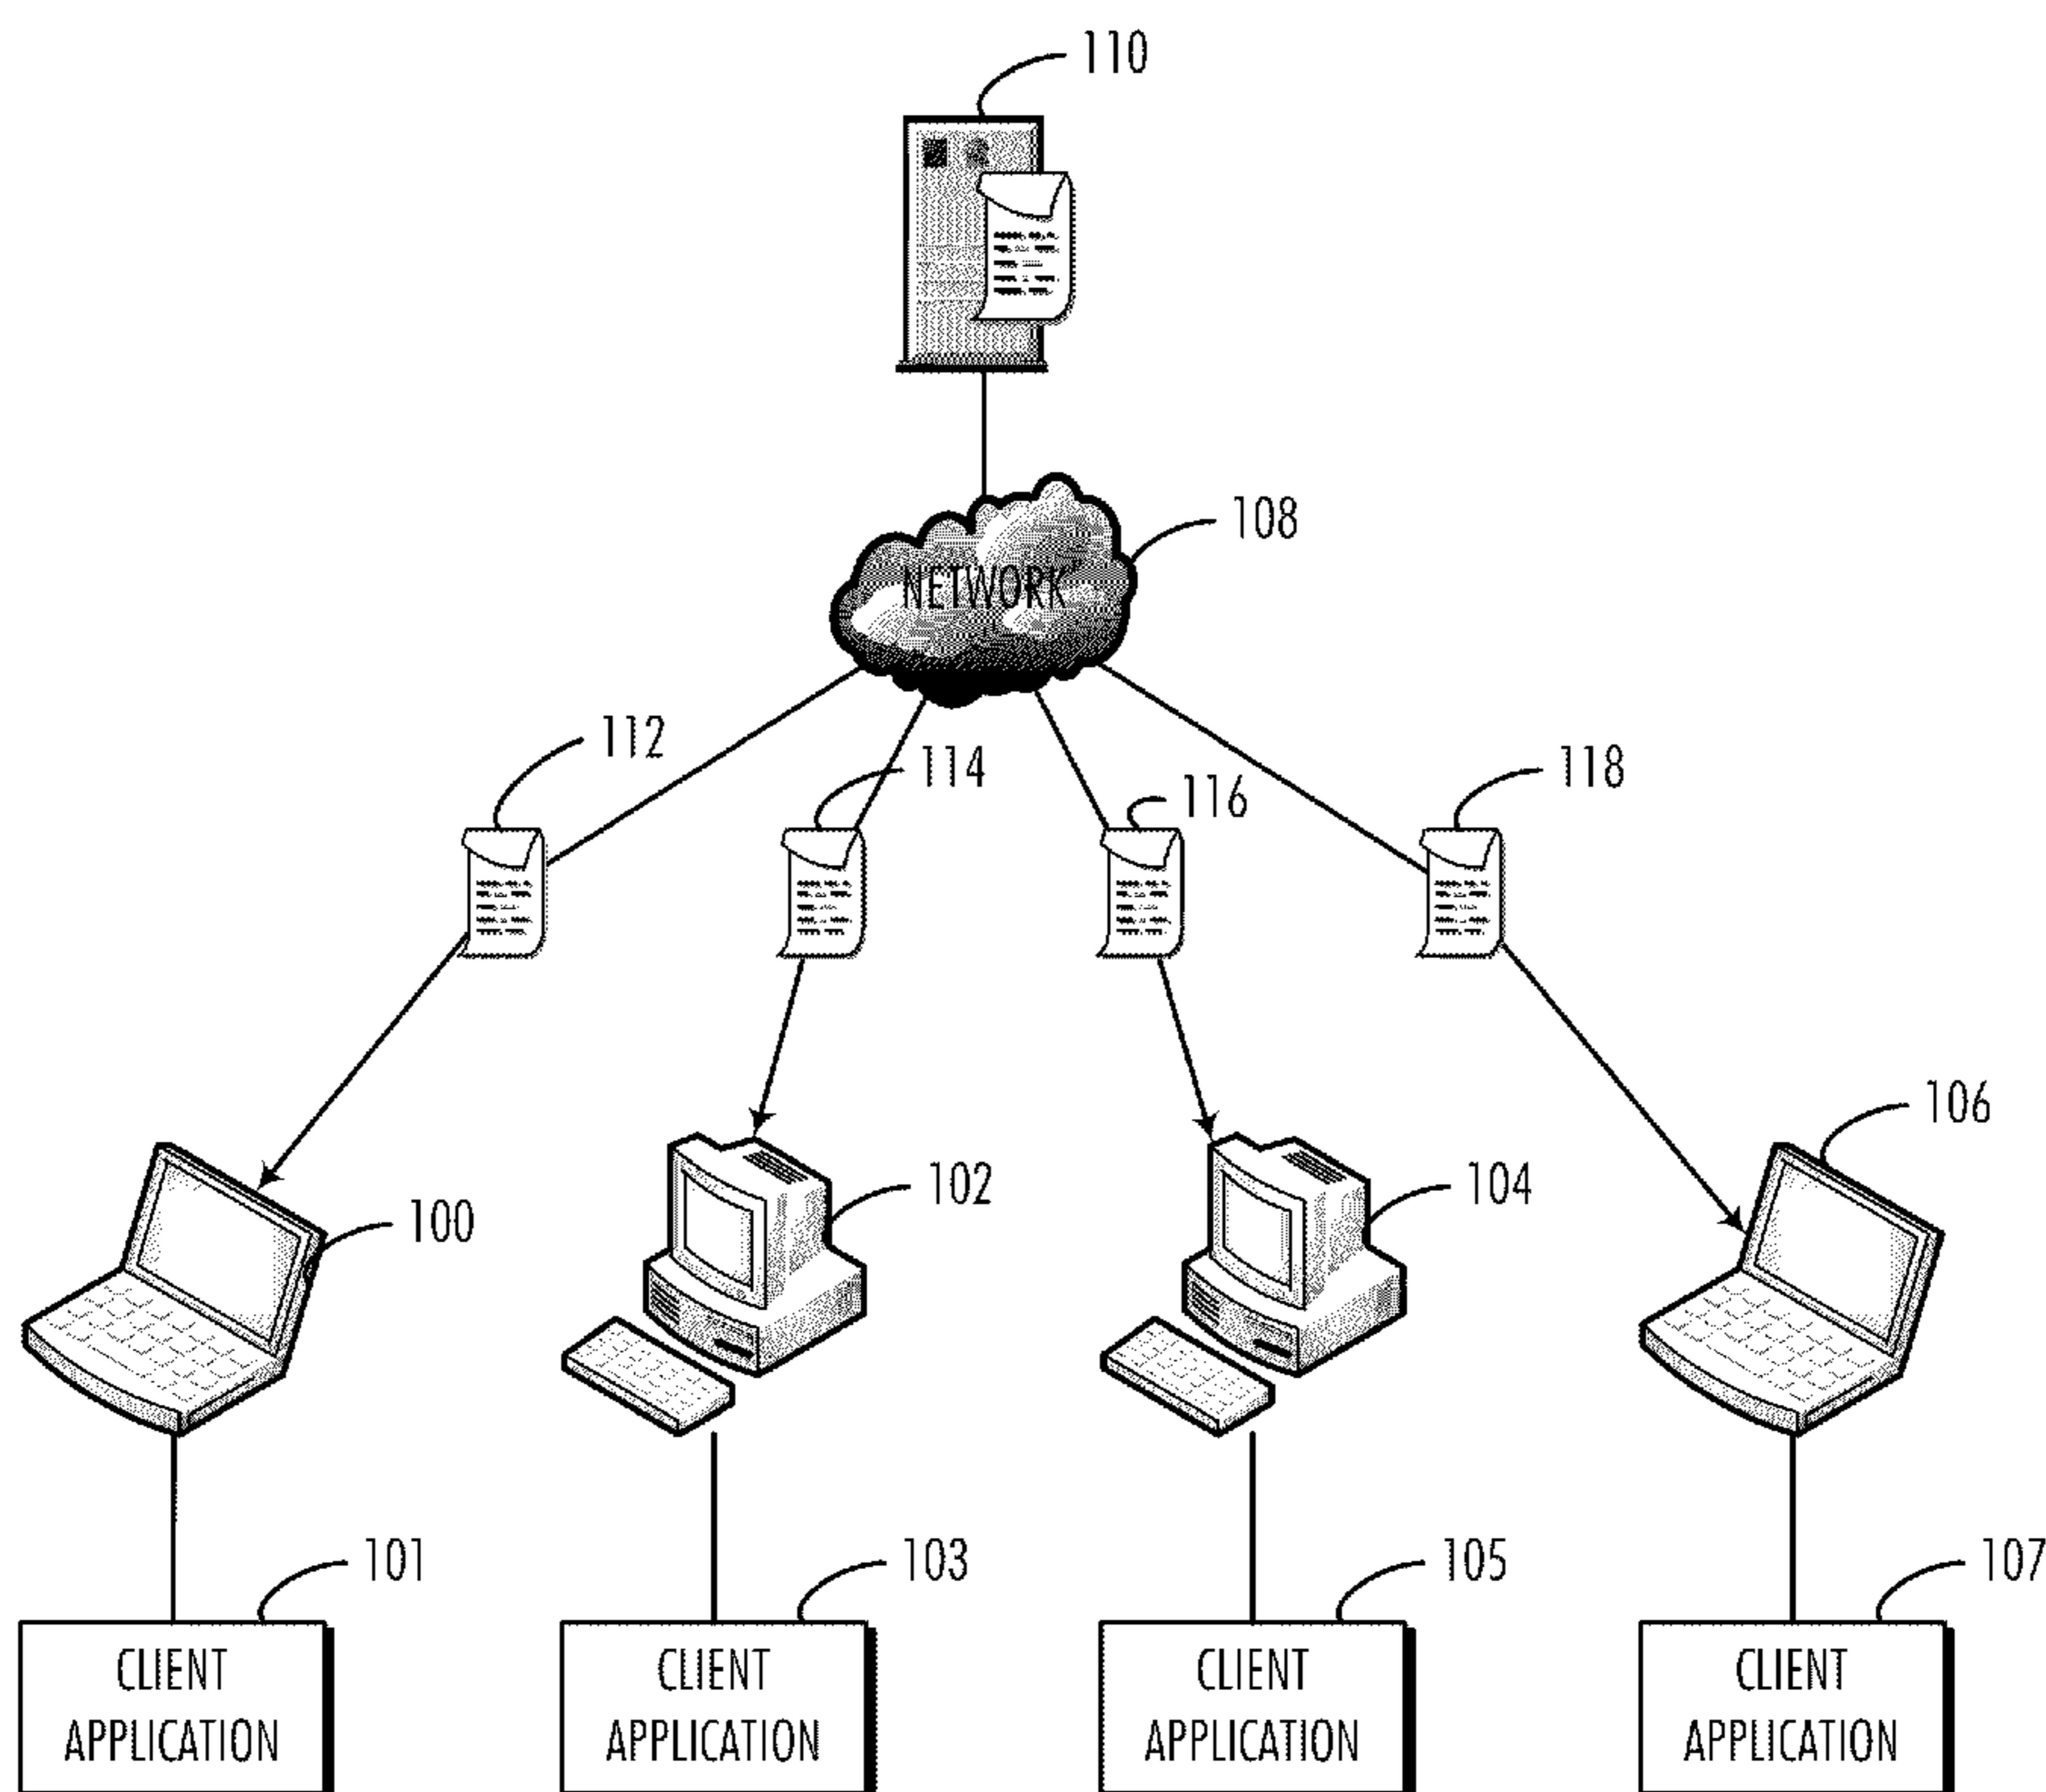 110
108
NETWORK
112
114
116
118
106
102
104
100
101
103
105
107
CLIENT
APPLICATION
CLIENT
APPLICATION
CLIENT
APPLICATION
CLIENT
APPLICATION